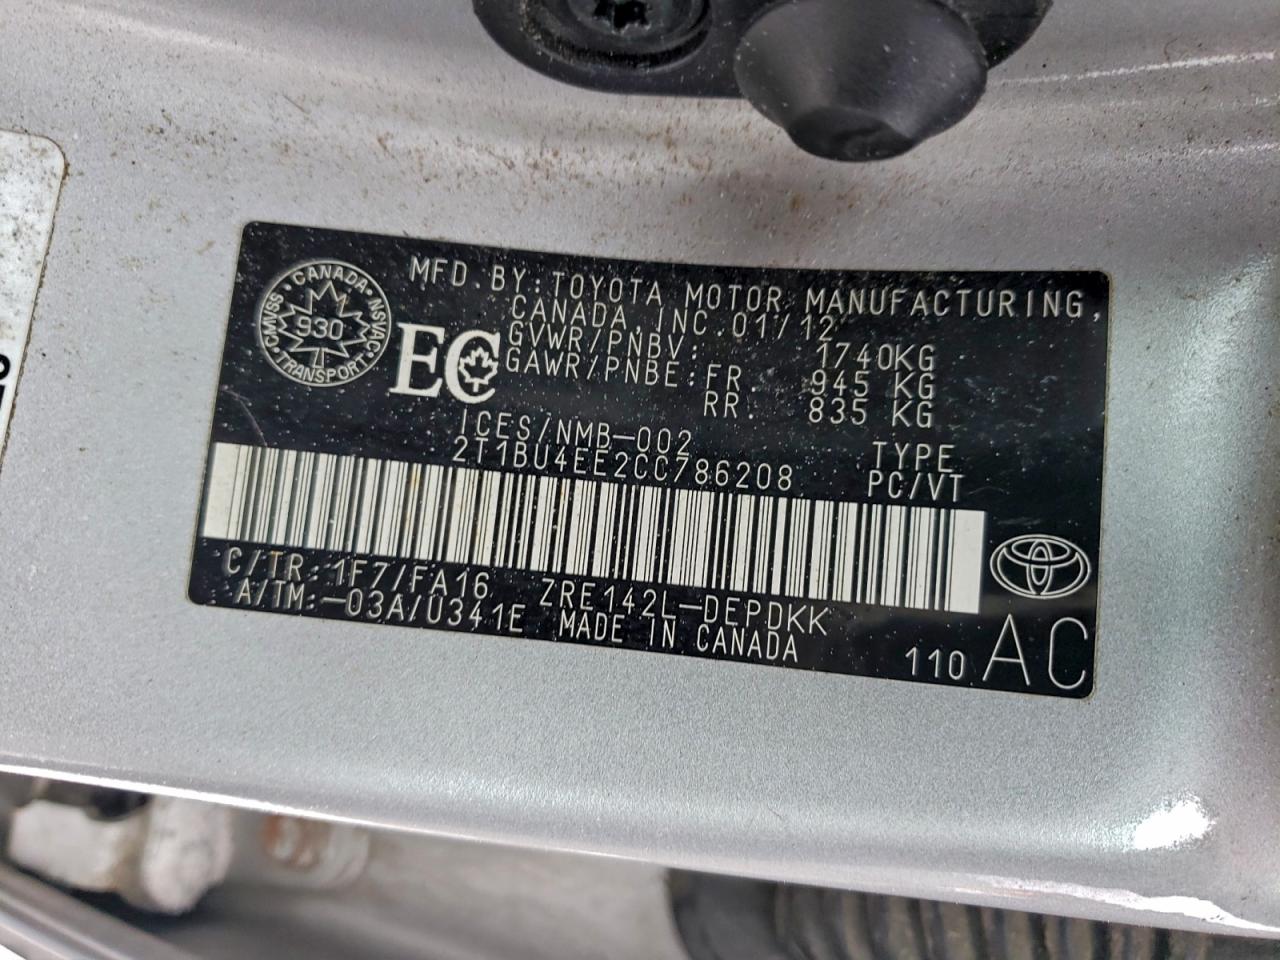 CANADA · NSVAC · TRANSPORT · CMVSS
930
EC
MFD.BY:TOYOTA MOTOR MANUFACTURING,
CANADA,INC.01/12
GVWR/PNBV: 1740KG
GAWR/PNBE:FR. 945 KG
RR. 835 KG
ICES/NMB-002
2T1BU4EE2CC786208
TYPE
PC/VT
C/TR:1F7/FA16 ZRE142L-DEPDKK
A/TM:-03A/U341E MADE IN CANADA
110 AC